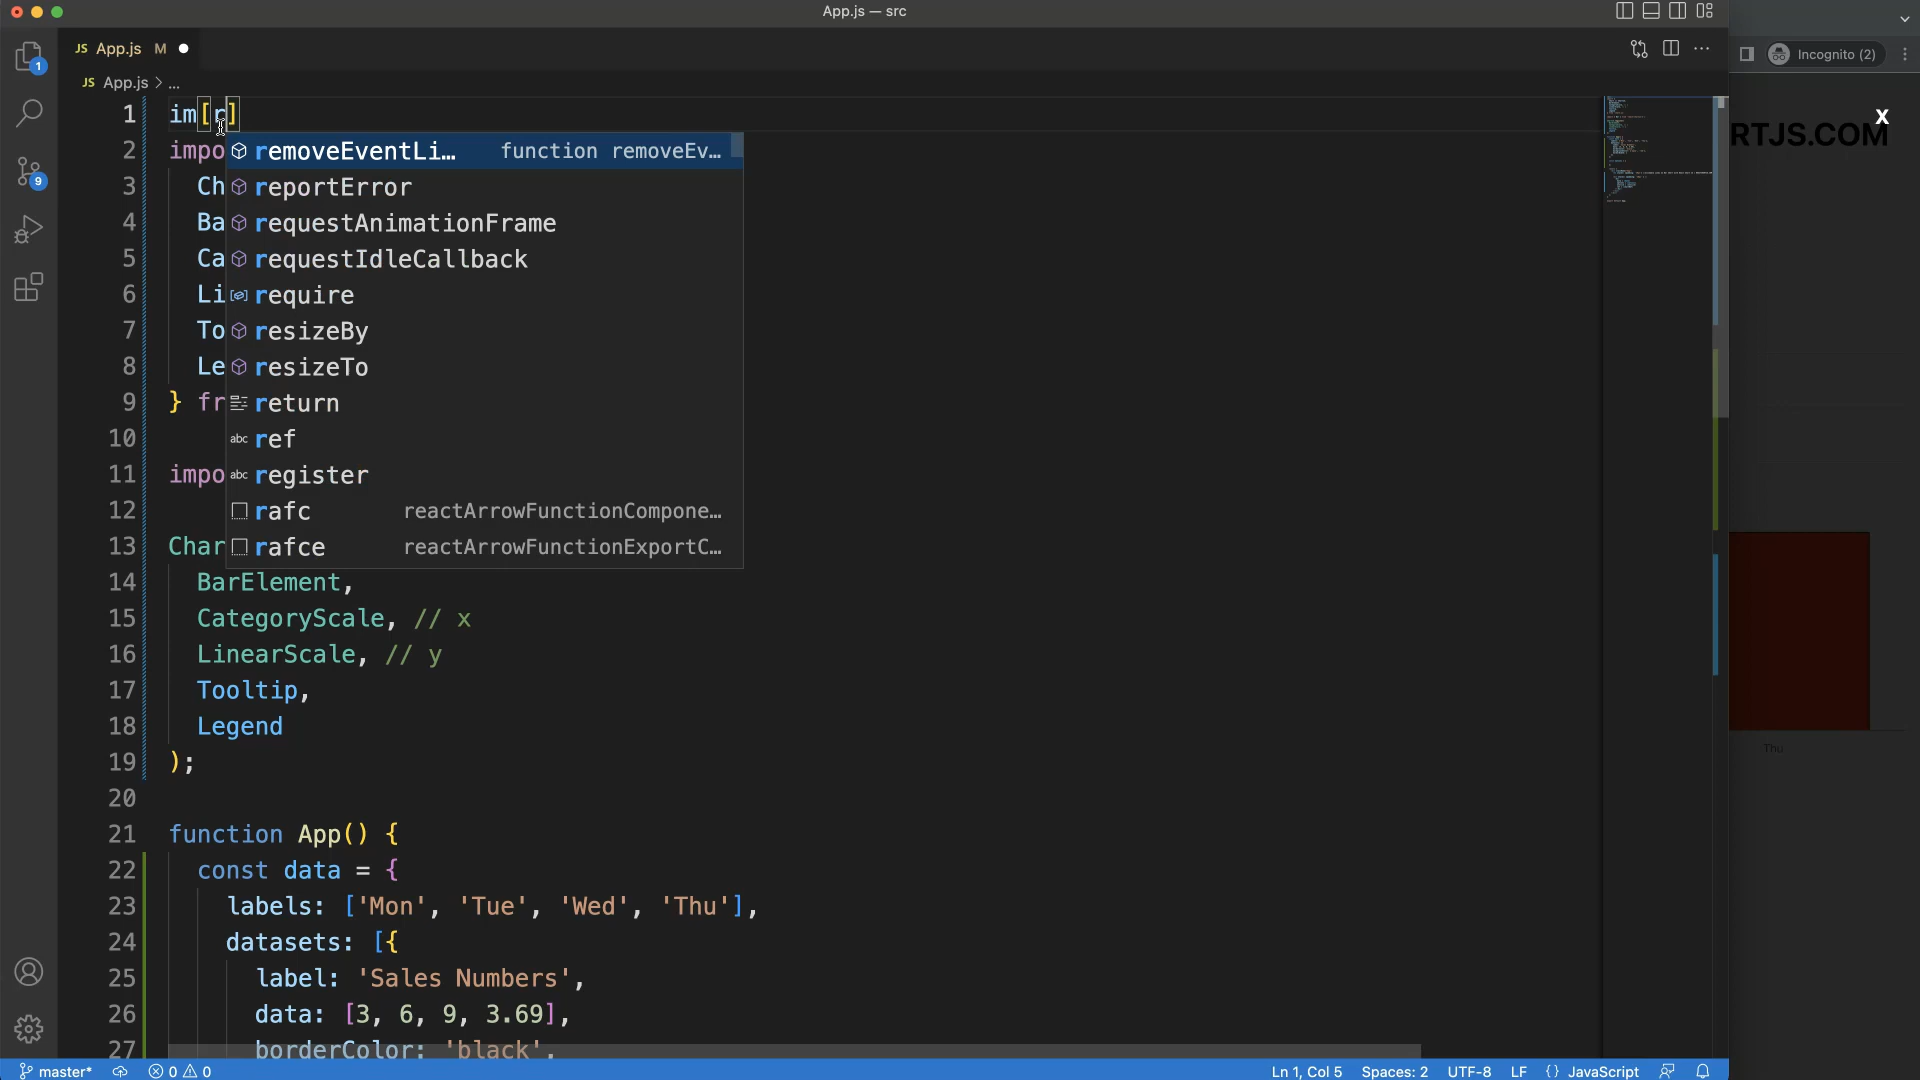 App.js — src
JS App.js M
Incognito (2)
1
JS App.js > ...
1 im[r]
RTJS.COM
X
2 impo
removeEventLi... function removeEv...
3 Ch
reportError
4 Ba
requestAnimationFrame
5 Ca
requestIdleCallback
6 Li
require
7 To
resizeBy
8 Le
resizeTo
9 } fr
return
10
abc ref
11 impo
abc register
12
rafc reactArrowFunctionCompone...
13 Char
rafce reactArrowFunctionExportC...
14 BarElement,
15 CategoryScale, // x
16 LinearScale, // y
17 Tooltip,
18 Legend
19 );
20
21 function App() {
22 const data = {
23 labels: ['Mon', 'Tue', 'Wed', 'Thu'],
24 datasets: [{
25 label: 'Sales Numbers',
26 data: [3, 6, 9, 3.69],
27 borderColor: 'black',
9
Thu
master* 0 0 Ln 1, Col 5 Spaces: 2 UTF-8 LF {} JavaScript